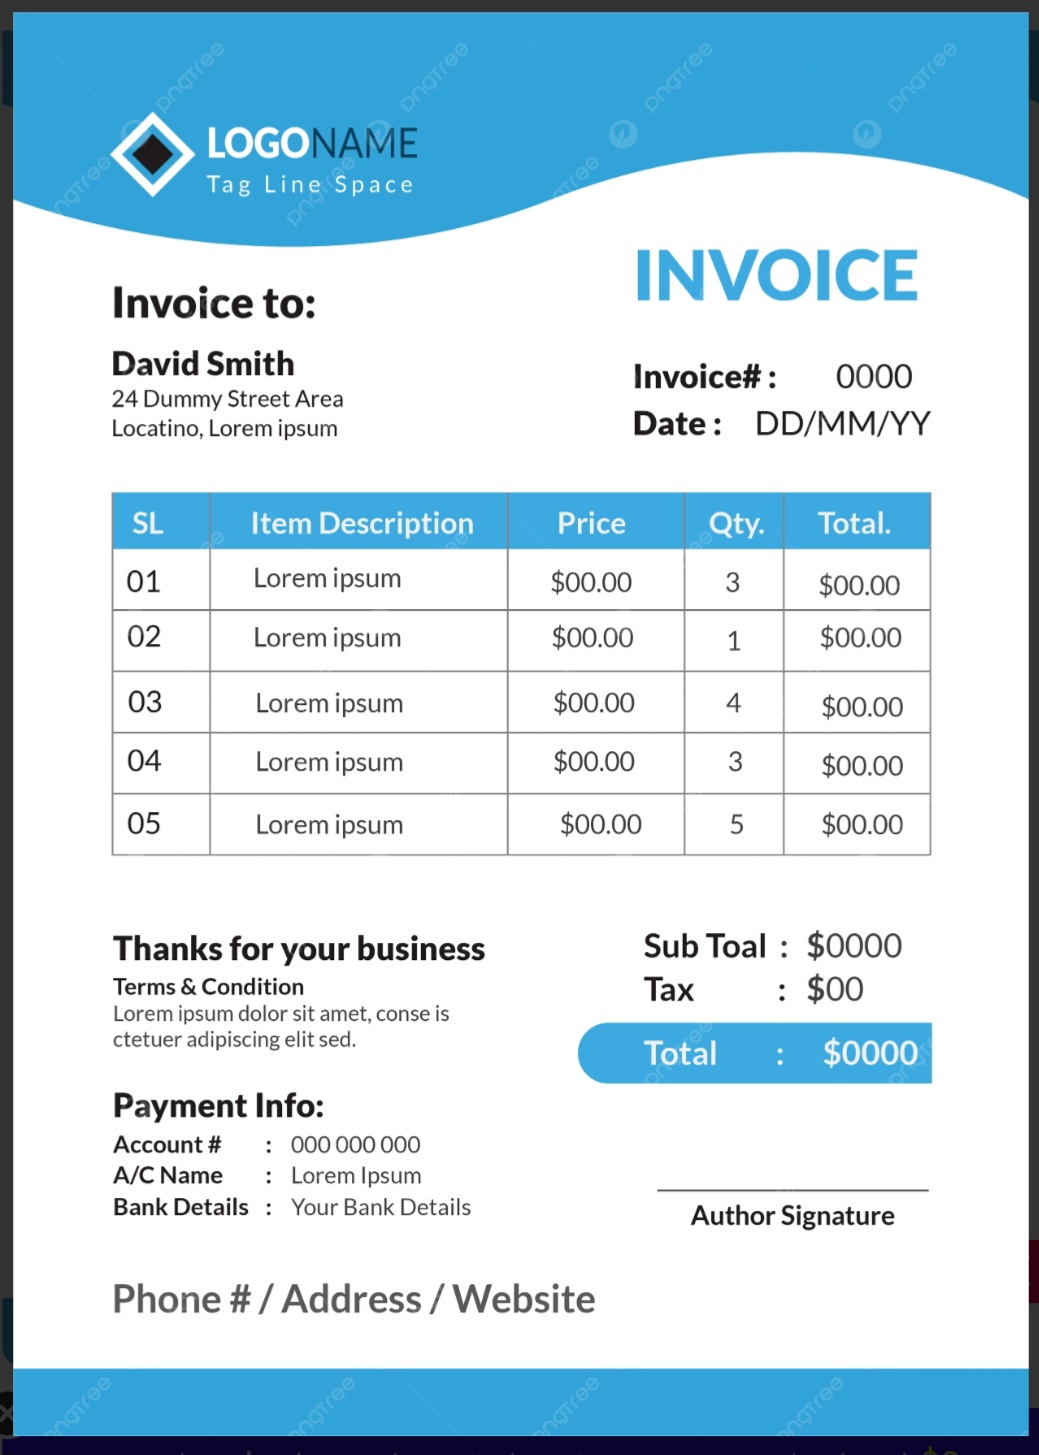 LOGONAME
Tag Line Space
INVOICE
Invoice to:
David Smith
24 Dummy Street Area
Locatino, Lorem ipsum
Invoice# : 0000
Date : DD/MM/YY
SL Item Description Price Qty. Total.
01 Lorem ipsum $00.00 3 $00.00
02 Lorem ipsum $00.00 1 $00.00
03 Lorem ipsum $00.00 4 $00.00
04 Lorem ipsum $00.00 3 $00.00
05 Lorem ipsum $00.00 5 $00.00
Thanks for your business
Terms & Condition
Lorem ipsum dolor sit amet, conse is
ctetuer adipiscing elit sed.
Sub Toal : $0000
Tax : $00
Total : $0000
Payment Info:
Account # : 000 000 000
A/C Name : Lorem Ipsum
Bank Details : Your Bank Details
Author Signature
Phone # / Address / Website
pngtree